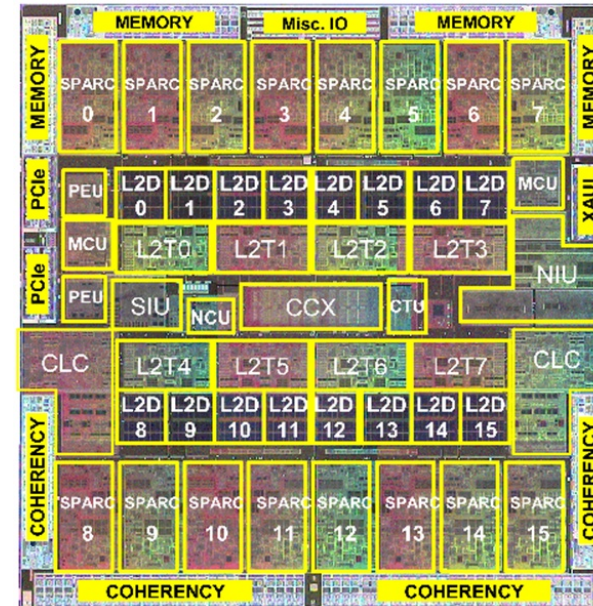 MEMORY
Misc. IO
MEMORY
MEMORY
MEMORY
SPARC
0
SPARC
1
SPARC
2
SPARC
3
SPARC
4
SPARC
5
SPARC
6
SPARC
7
PCIe
PEU
L2D
0
L2D
1
L2D
2
L2D
3
L2D
4
L2D
5
L2D
6
L2D
7
MCU
XAUI
MCU
L2T0
L2T1
L2T2
L2T3
NIU
PCIe
PEU
SIU
NCU
CCX
CTU
CLC
L2T4
L2T5
L2T6
L2T7
CLC
L2D
8
L2D
9
L2D
10
L2D
11
L2D
12
L2D
13
L2D
14
L2D
15
COHERENCY
COHERENCY
SPARC
8
SPARC
9
SPARC
10
SPARC
11
SPARC
12
SPARC
13
SPARC
14
SPARC
15
COHERENCY
COHERENCY